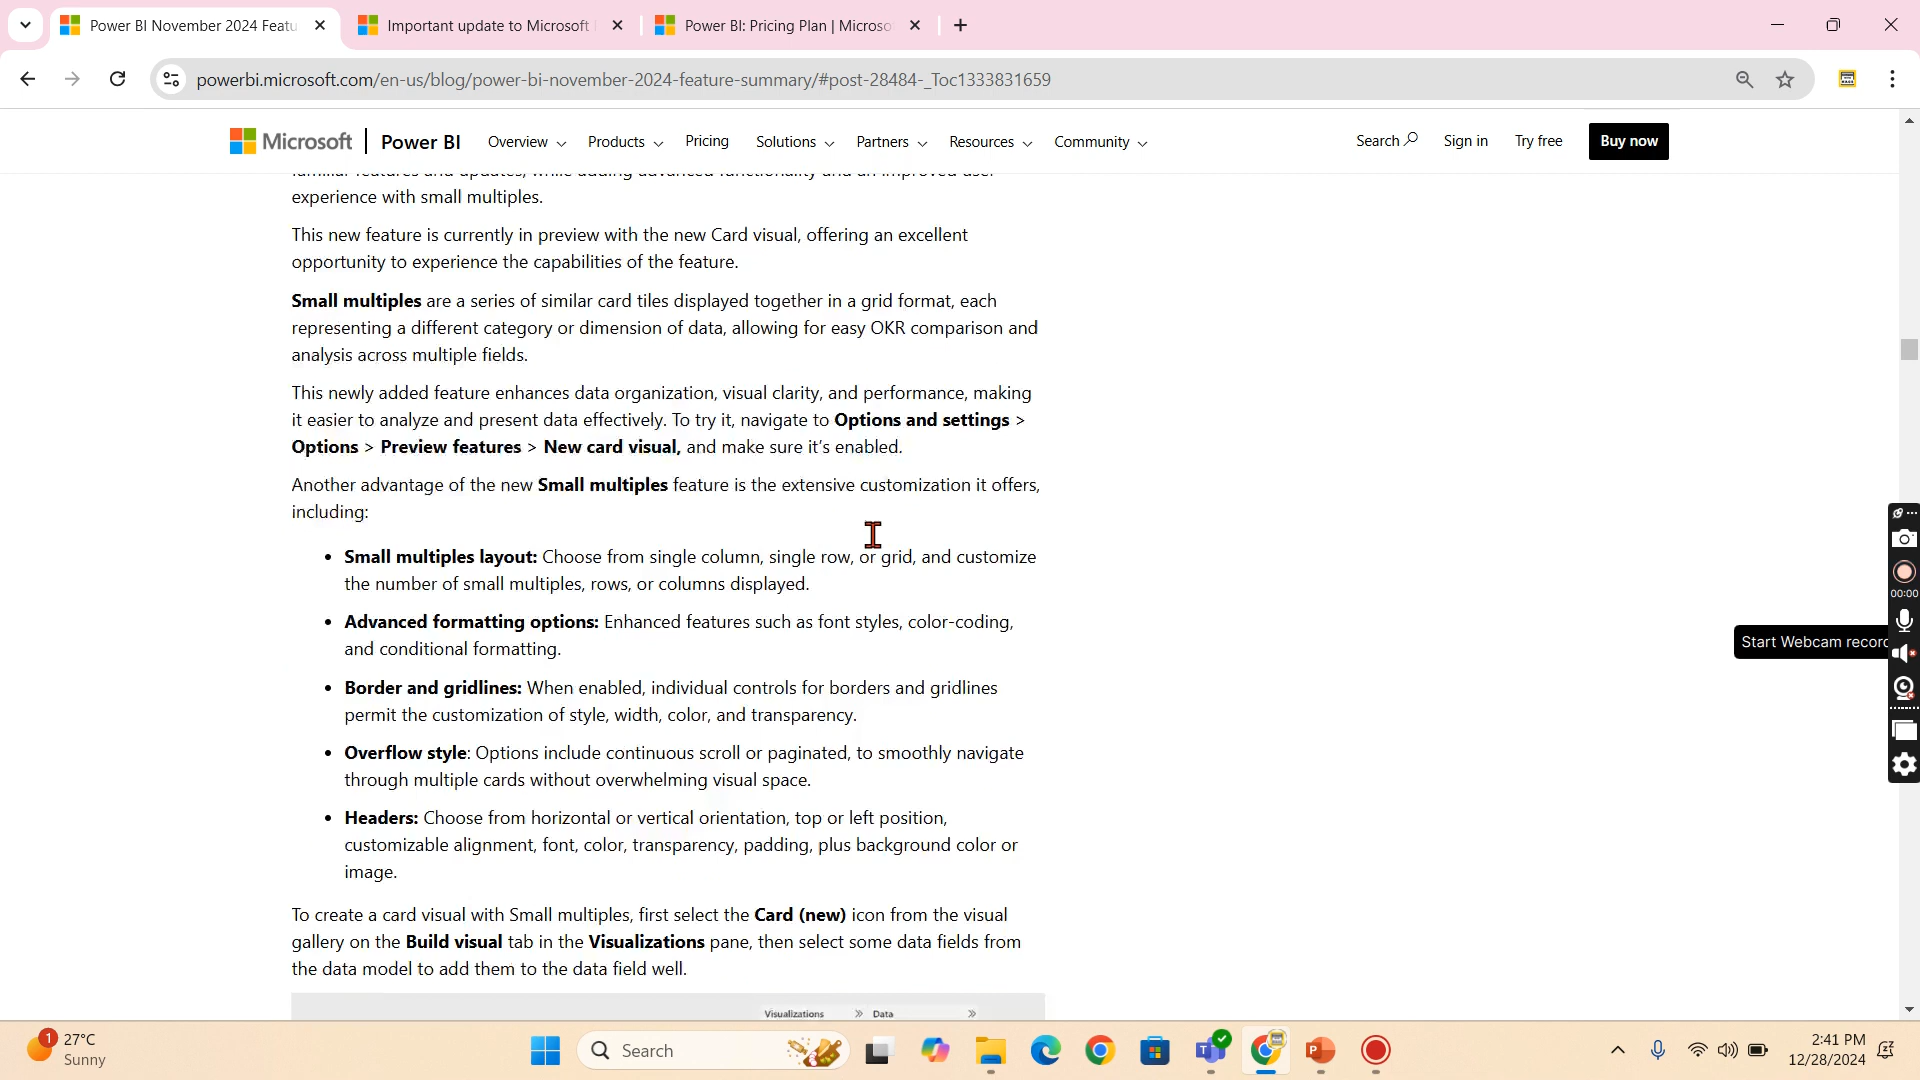 Power BI November 2024 Featu
Important update to Microsoft
Power BI: Pricing Plan | Microso
powerbi.microsoft.com/en-us/blog/power-bi-november-2024-feature-summary/#post-28484-_Toc1333831659
Microsoft
Power BI
Overview
Products
Pricing
Solutions
Partners
Resources
Community
Search
Sign in
Try free
Buy now
familiar features and updates, while adding advanced functionality and an improved user
experience with small multiples.
This new feature is currently in preview with the new Card visual, offering an excellent
opportunity to experience the capabilities of the feature.
Small multiples are a series of similar card tiles displayed together in a grid format, each
representing a different category or dimension of data, allowing for easy OKR comparison and
analysis across multiple fields.
This newly added feature enhances data organization, visual clarity, and performance, making
it easier to analyze and present data effectively. To try it, navigate to Options and settings >
Options > Preview features > New card visual, and make sure it's enabled.
Another advantage of the new Small multiples feature is the extensive customization it offers,
including:
• Small multiples layout: Choose from single column, single row, or grid, and customize
the number of small multiples, rows, or columns displayed.
• Advanced formatting options: Enhanced features such as font styles, color-coding,
and conditional formatting.
• Border and gridlines: When enabled, individual controls for borders and gridlines
permit the customization of style, width, color, and transparency.
• Overflow style: Options include continuous scroll or paginated, to smoothly navigate
through multiple cards without overwhelming visual space.
• Headers: Choose from horizontal or vertical orientation, top or left position,
customizable alignment, font, color, transparency, padding, plus background color or
image.
To create a card visual with Small multiples, first select the Card (new) icon from the visual
gallery on the Build visual tab in the Visualizations pane, then select some data fields from
the data model to add them to the data field well.
Visualizations
Data
00:00
Start Webcam record
1
27°C
Sunny
Search
2:41 PM
12/28/2024